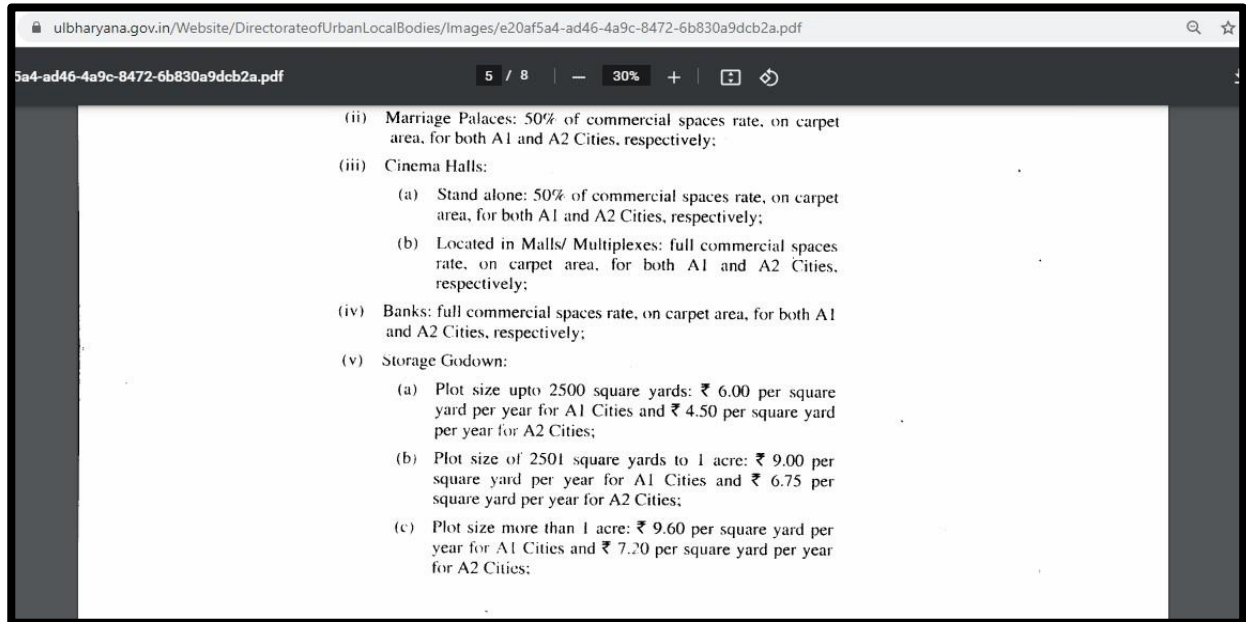 ulbharyana.gov.in/Website/DirectorateofUrbanLocalBodies/Images/e20af5a4-ad46-4a9c-8472-6b830a9dcb2a.pdf
5a4-ad46-4a9c-8472-6b830a9dcb2a.pdf 5 / 8 | — 30% + |
(ii) Marriage Palaces: 50% of commercial spaces rate, on carpet
area, for both A1 and A2 Cities, respectively;
(iii) Cinema Halls:
(a) Stand alone: 50% of commercial spaces rate, on carpet
area, for both A1 and A2 Cities, respectively;
(b) Located in Malls/ Multiplexes: full commercial spaces
rate, on carpet area, for both A1 and A2 Cities,
respectively;
(iv) Banks: full commercial spaces rate, on carpet area, for both A1
and A2 Cities, respectively;
(v) Storage Godown:
(a) Plot size upto 2500 square yards: ₹ 6.00 per square
yard per year for A1 Cities and ₹ 4.50 per square yard
per year for A2 Cities;
(b) Plot size of 2501 square yards to 1 acre: ₹ 9.00 per
square yard per year for A1 Cities and ₹ 6.75 per
square yard per year for A2 Cities;
(c) Plot size more than 1 acre: ₹ 9.60 per square yard per
year for A1 Cities and ₹ 7.20 per square yard per year
for A2 Cities;